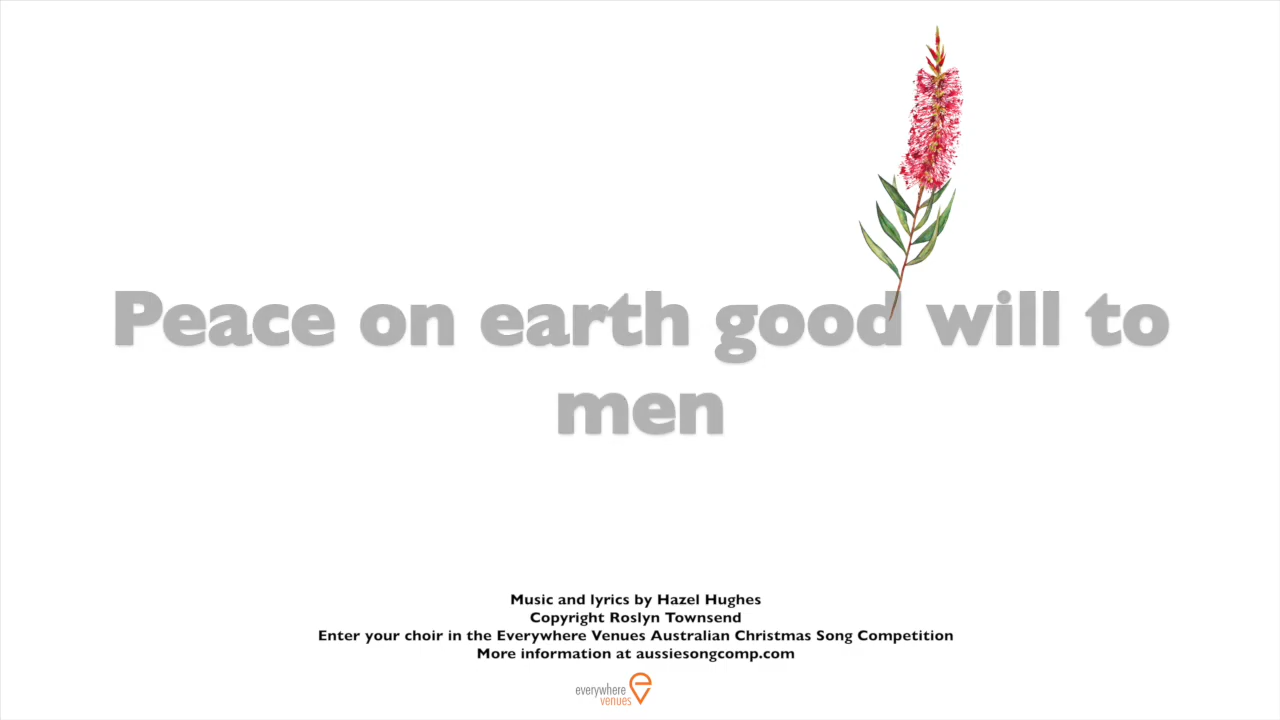 Peace on earth good will to
men
Music and lyrics by Hazel Hughes
Copyright Roslyn Townsend
Enter your choir in the Everywhere Venues Australian Christmas Song Competition
More information at aussiesongcomp.com
everywhere
venues